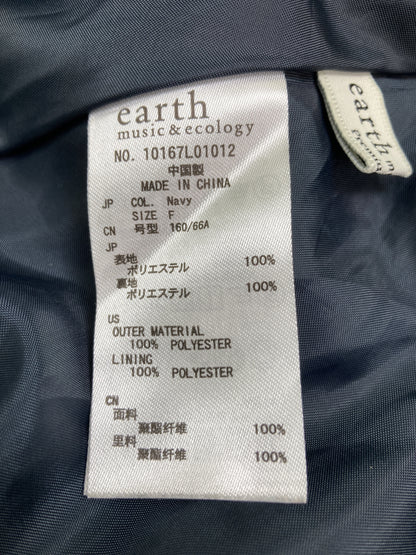 earth
music & ecology
NO. 10167L01012
中国製
MADE IN CHINA
JP COL. Navy
SIZE F
CN 号型 160/66A
JP
表地
ポリエステル 100%
裏地
ポリエステル 100%
US
OUTER MATERIAL
100% POLYESTER
LINING
100% POLYESTER
CN
面料
聚酯纤维 100%
里料
聚酯纤维 100%
earth